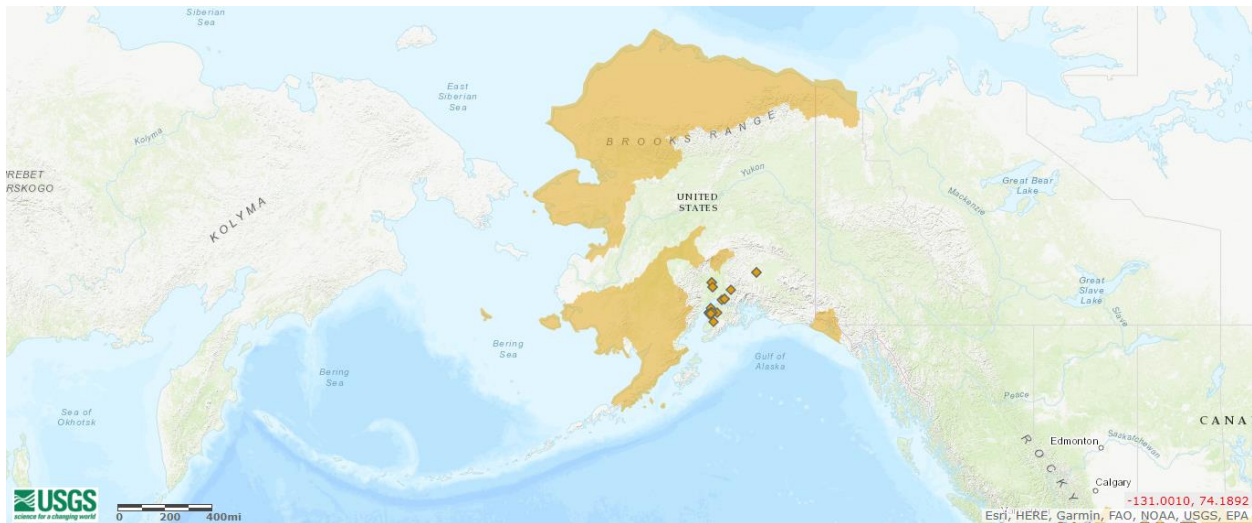 Siberian
Sea
East
Siberian
Sea
Kolyma
BROOKS RANGE
REBET
RSKOGO
Yukon
Great Bear
Lake
UNITED
STATES
Mackenzie
KOLYMA
Great
Slave
Lake
Slave
Bering
Sea
Gulf of
Alaska
Bering
Sea
Peace
Sea of
Okhotsk
CANA
ROCKY
Edmonton
Saskatchewan
Calgary
USGS
science for a changing world
0 200 400mi
-131.0010, 74.1892
Esri, HERE, Garmin, FAO, NOAA, USGS, EPA